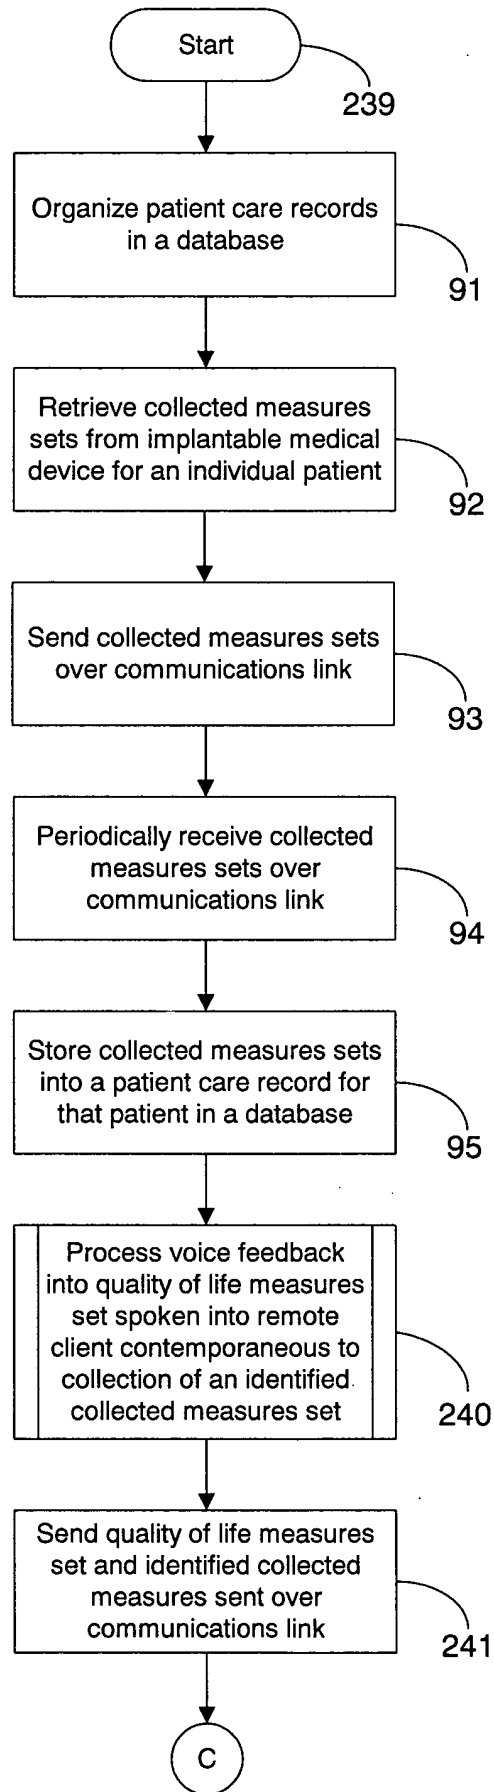 Start
239
Organize patient care records
in a database
91
Retrieve collected measures
sets from implantable medical
device for an individual patient
92
Send collected measures sets
over communications link
93
Periodically receive collected
measures sets over
communications link
94
Store collected measures sets
into a patient care record for
that patient in a database
95
Process voice feedback
into quality of life measures
set spoken into remote
client contemporaneous to
collection of an identified
collected measures set
240
Send quality of life measures
set and identified collected
measures sent over
communications link
241
C